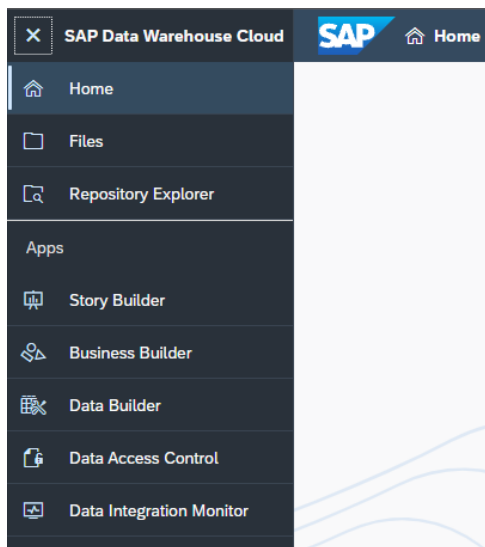 SAP Data Warehouse Cloud
SAP Home
Home
Files
Repository Explorer
Apps
Story Builder
Business Builder
Data Builder
Data Access Control
Data Integration Monitor